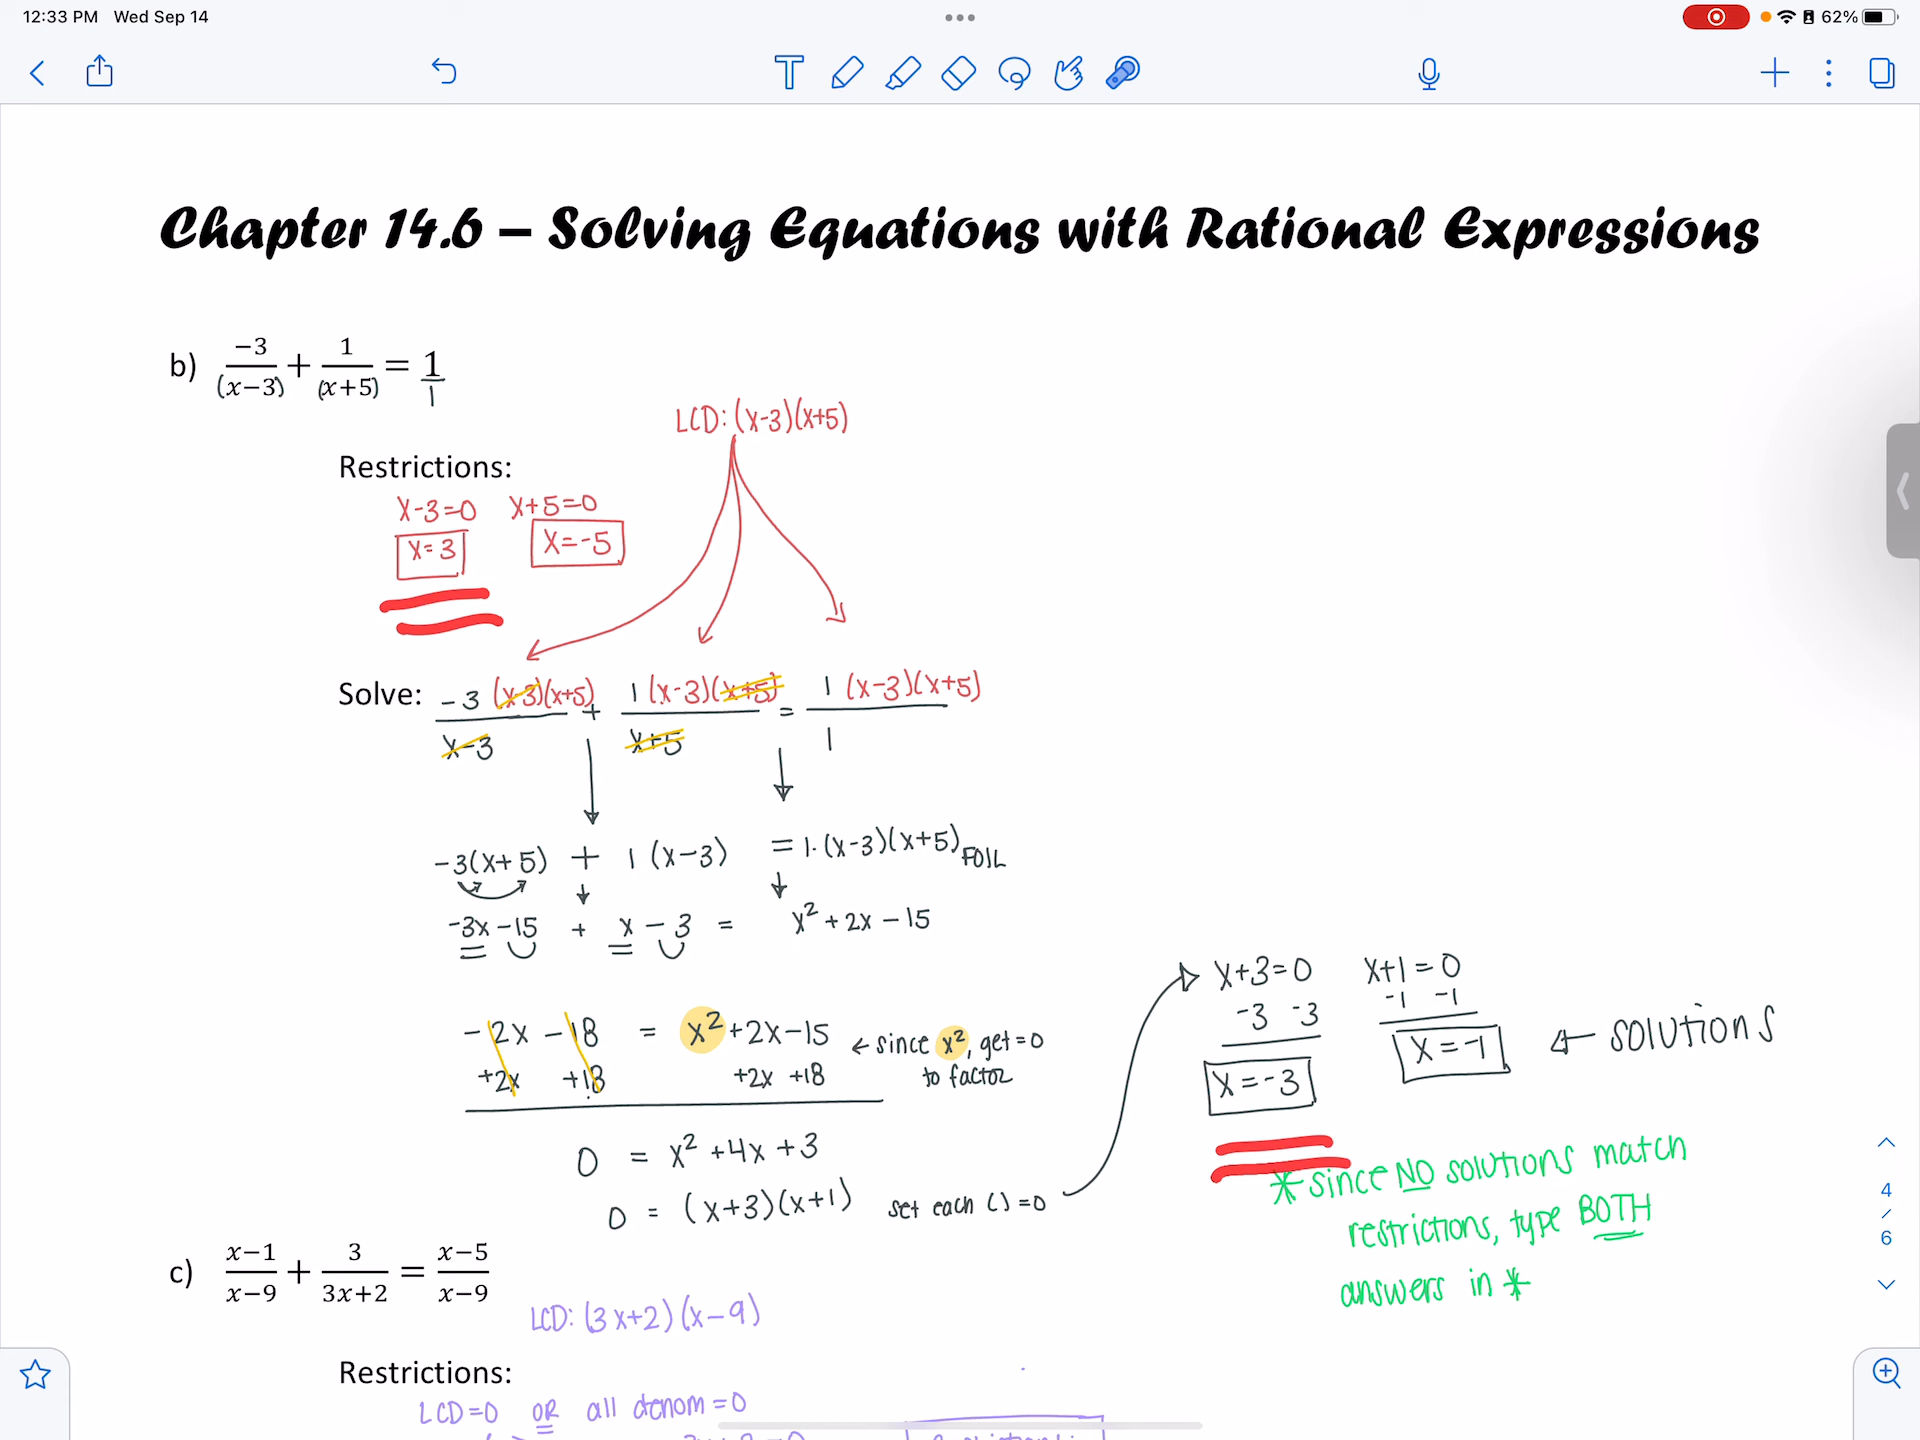 12:33 PM Wed Sep 14
62%
Chapter 14.6 – Solving Equations with Rational Expressions
b) -3/(x-3) + 1/(x+5) = 1/1
LCD: (x-3)(x+5)
Restrictions:
x-3=0 x+5=0
x=3 x=-5
Solve: -3(x-3)(x+5)/x-3 + 1(x-3)(x+5)/x+5 = 1(x-3)(x+5)/1
-3(x+5) + 1(x-3) = 1·(x-3)(x+5) FOIL
-3x-15 + x-3 = x²+2x-15
-2x-18 = x²+2x-15 ← since x², get=0
+2x +18 +2x +18 to factor
0 = x²+4x+3
0 = (x+3)(x+1) set each ()=0
x+3=0 x+1=0
-3 -3 -1 -1
x=-3 x=-1 ← solutions
*since NO solutions match
restrictions, type BOTH
answers in *
4
/
6
c) x-1/x-9 + 3/3x+2 = x-5/x-9
LCD: (3x+2)(x-9)
Restrictions:
LCD=0 OR all denom=0